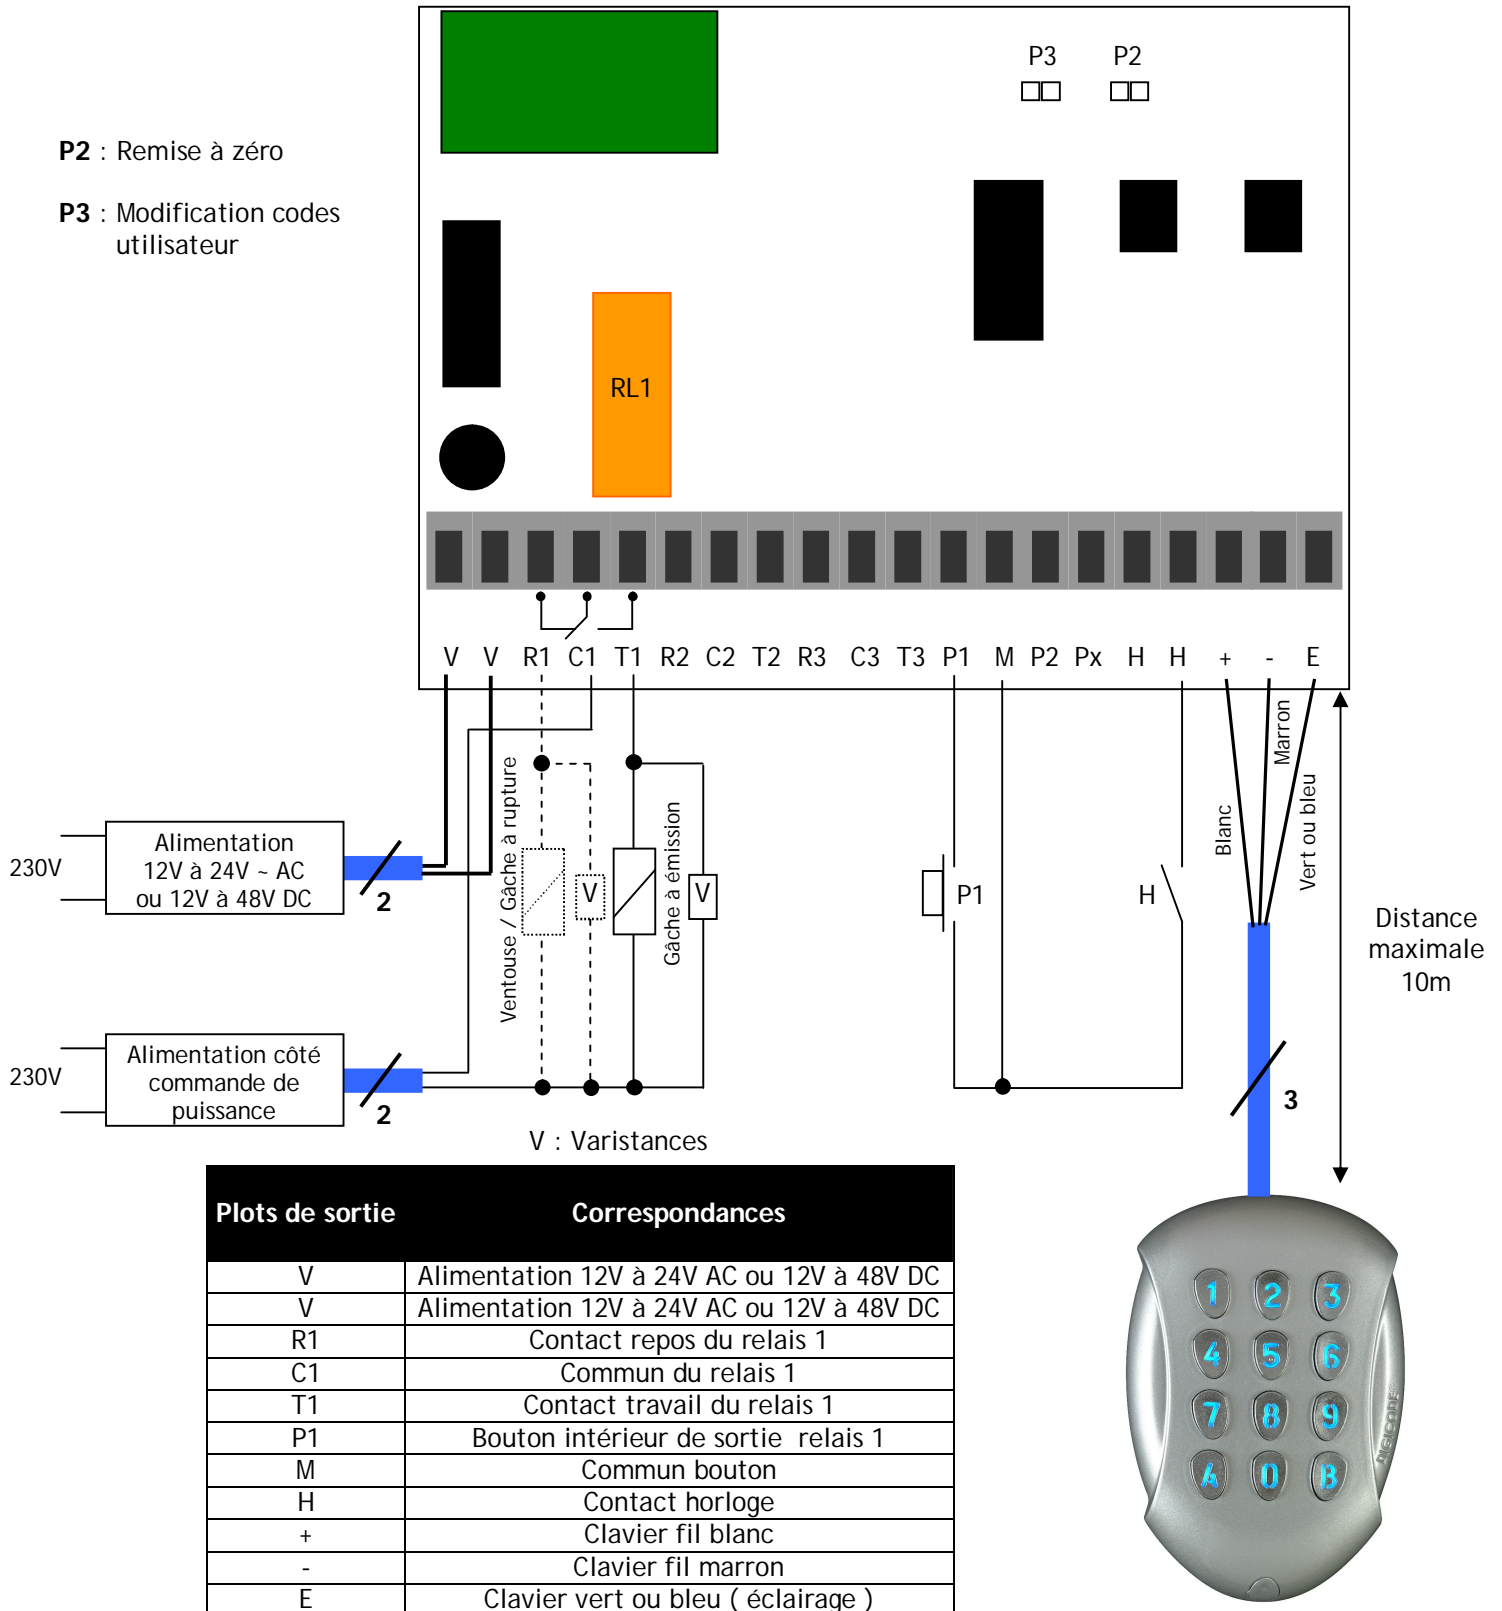 P3 P2
P2 : Remise à zéro
P3 : Modification codes
utilisateur
RL1
V V R1 C1 T1 R2 C2 T2 R3 C3 T3 P1 M P2 Px H H + - E
Ventouse / Gâche à rupture
Gâche à émission
Blanc
Marron
Vert ou bleu
230V
Alimentation
12V à 24V ~ AC
ou 12V à 48V DC
2
V
V
P1
H
Distance
maximale
10m
230V
Alimentation côté
commande de
puissance
2
3
V : Varistances
Plots de sortie Correspondances
V Alimentation 12V à 24V AC ou 12V à 48V DC
V Alimentation 12V à 24V AC ou 12V à 48V DC
R1 Contact repos du relais 1
C1 Commun du relais 1
T1 Contact travail du relais 1
P1 Bouton intérieur de sortie relais 1
M Commun bouton
H Contact horloge
+ Clavier fil blanc
- Clavier fil marron
E Clavier vert ou bleu ( éclairage )
1 2 3
4 5 6
7 8 9
A 0 B
DIGICODE®